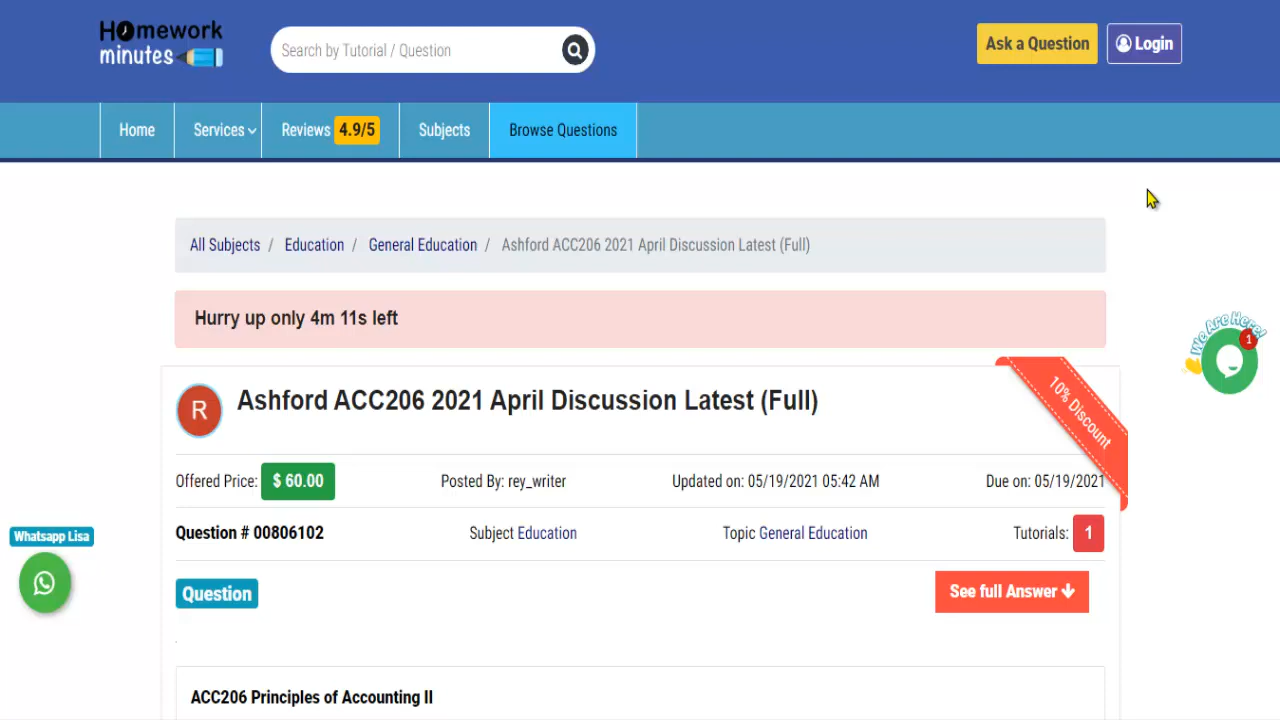 Homework
minutes
Search by Tutorial / Question
Ask a Question
Login
Home
Services
Reviews 4.9/5
Subjects
Browse Questions
All Subjects / Education / General Education / Ashford ACC206 2021 April Discussion Latest (Full)
Hurry up only 4m 11s left
We Are Here!
1
R
Ashford ACC206 2021 April Discussion Latest (Full)
10% Discount
Offered Price: $ 60.00
Posted By: rey_writer
Updated on: 05/19/2021 05:42 AM
Due on: 05/19/2021
Question # 00806102
Subject Education
Topic General Education
Tutorials: 1
Whatsapp Lisa
Question
See full Answer
ACC206 Principles of Accounting II